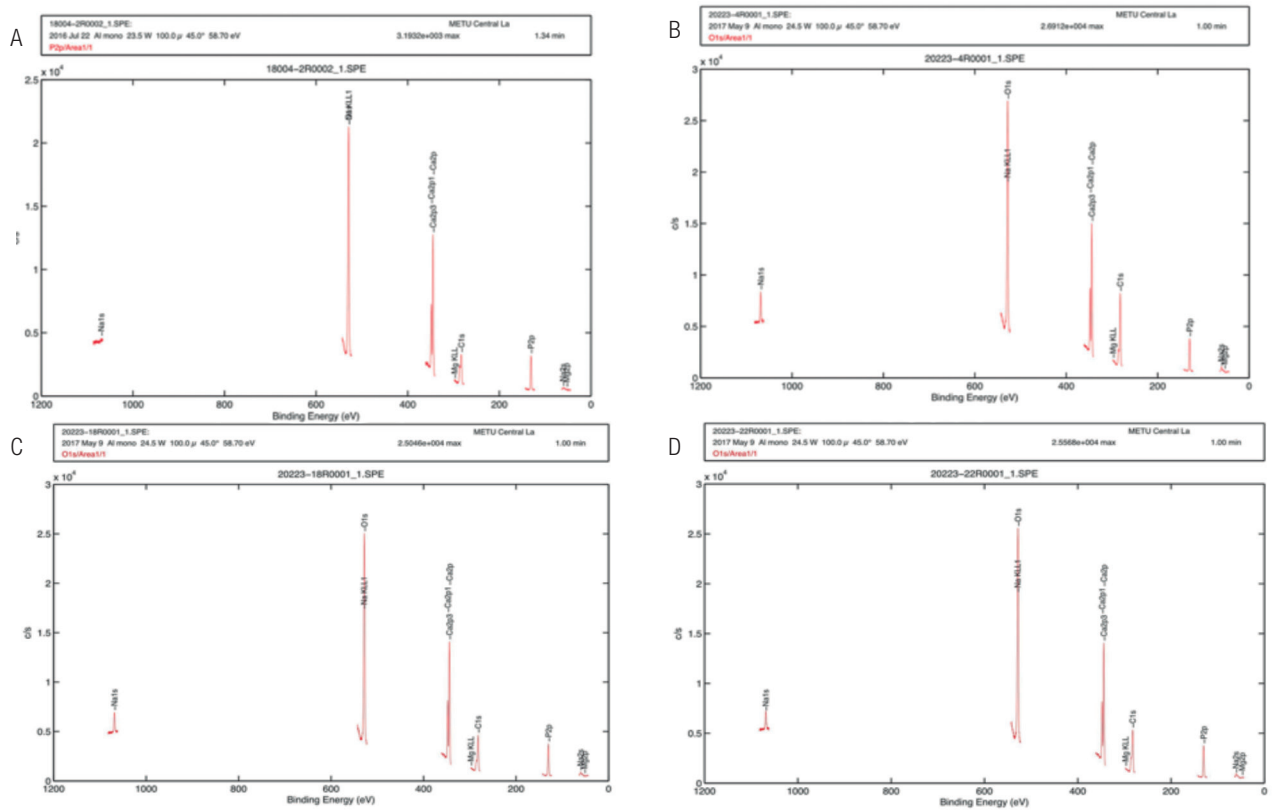 A
18004-2R0002_1.SPE: METU Central La
2016 Jul 22 Al mono 23.5 W 100.0 μ 45.0° 58.70 eV 3.1932e+003 max 1.34 min
P2p/Area1/1
18004-2R0002_1.SPE
x 10⁴
2.5
2
1.5
1
0.5
0
c/s
-Na1s
KLL1
-Ca2p3 -Ca2p1 -Ca2p
-Mg KLL
-C1s
-P2p
1200 1000 800 600 400 200 0
Binding Energy (eV)
B
20223-4R0001_1.SPE: METU Central La
2017 May 9 Al mono 24.5 W 100.0 μ 45.0° 58.70 eV 2.6912e+004 max 1.00 min
O1s/Area1/1
20223-4R0001_1.SPE
x 10⁴
3
2.5
2
1.5
1
0.5
0
c/s
-Na1s
-O1s
-Na KLL1
-Ca2p3 -Ca2p1 -Ca2p
-Mg KLL
-C1s
-P2p
-Na2s
-Mg2p
1200 1000 800 600 400 200 0
Binding Energy (eV)
C
20223-18R0001_1.SPE: METU Central La
2017 May 9 Al mono 24.5 W 100.0 μ 45.0° 58.70 eV 2.5046e+004 max 1.00 min
O1s/Area1/1
20223-18R0001_1.SPE
x 10⁴
3
2.5
2
1.5
1
0.5
0
c/s
-Na1s
-O1s
-Na KLL1
-Ca2p3 -Ca2p1 -Ca2p
-Mg KLL
-C1s
-P2p
-Na2s
-Mg2p
1200 1000 800 600 400 200 0
Binding Energy (eV)
D
20223-22R0001_1.SPE: METU Central La
2017 May 9 Al mono 24.5 W 100.0 μ 45.0° 58.70 eV 2.5568e+004 max 1.00 min
O1s/Area1/1
20223-22R0001_1.SPE
x 10⁴
3
2.5
2
1.5
1
0.5
0
c/s
-Na1s
-O1s
-Na KLL1
-Ca2p3 -Ca2p1 -Ca2p
-Mg KLL
-C1s
-P2p
-Na2s
-Mg2p
1200 1000 800 600 400 200 0
Binding Energy (eV)